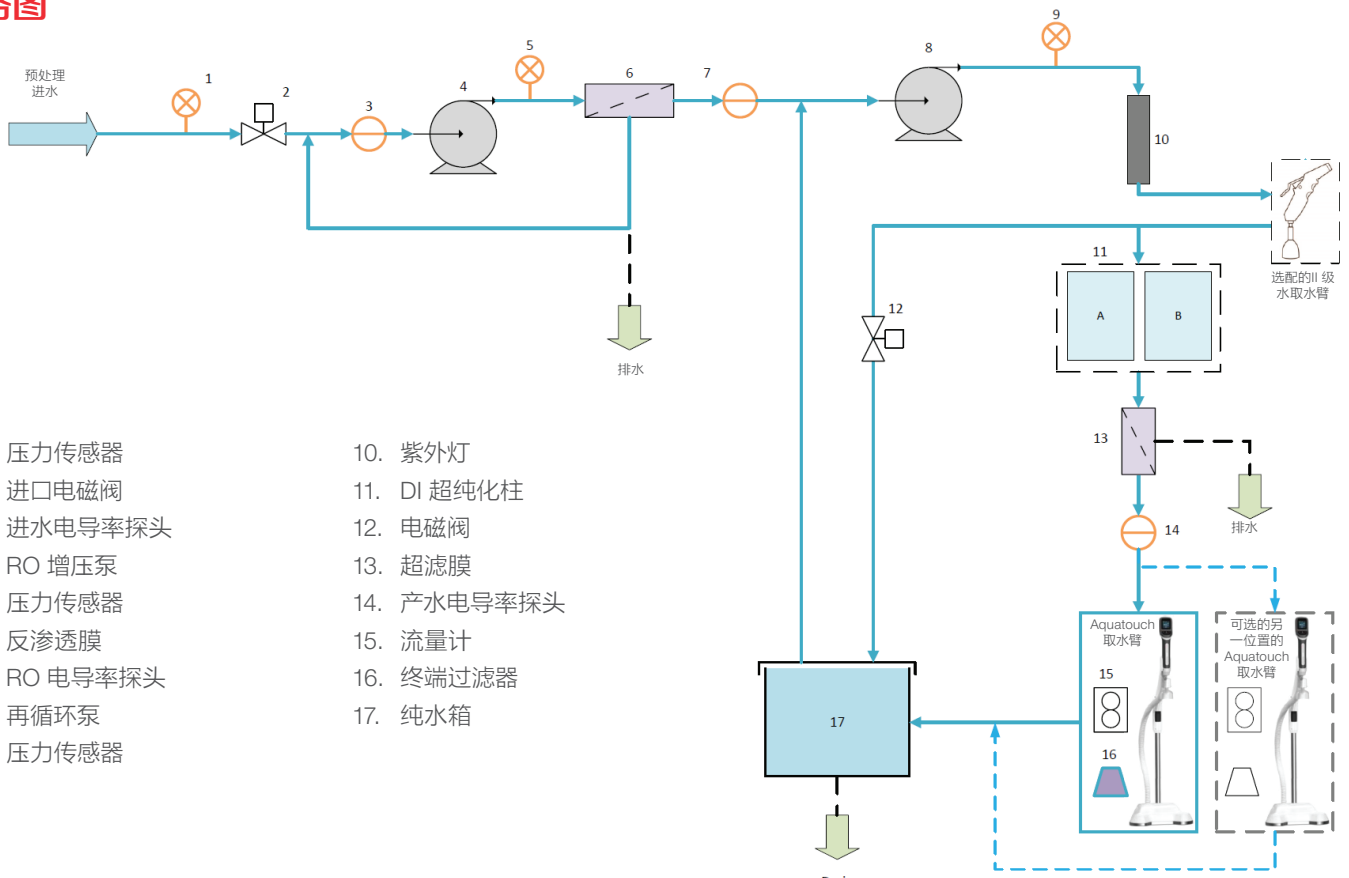 图
预处理
进水
1
2
3
4
5
6
7
8
9
10
选配的II 级
水取水臂
11
A
B
12
排水
13
排水
14
Aquatouch
取水臂
15
16
可选的另
一位置的
Aquatouch
取水臂
17
压力传感器
进口电磁阀
进水电导率探头
RO 增压泵
压力传感器
反渗透膜
RO 电导率探头
再循环泵
压力传感器
10. 紫外灯
11. DI 超纯化柱
12. 电磁阀
13. 超滤膜
14. 产水电导率探头
15. 流量计
16. 终端过滤器
17. 纯水箱